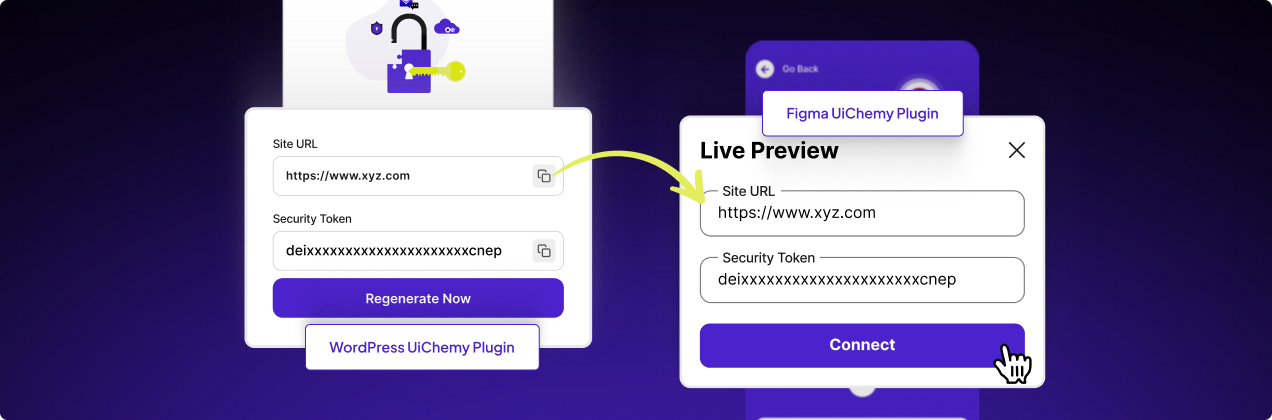 Site URL
https://www.xyz.com
Security Token
deixxxxxxxxxxxxxxxxxxxxxcnep
Regenerate Now
WordPress UiChemy Plugin
Go Back
Figma UiChemy Plugin
Live Preview
Site URL
https://www.xyz.com
Security Token
deixxxxxxxxxxxxxxxxxxxxxcnep
Connect